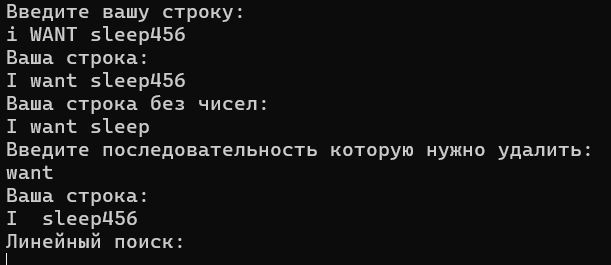 Введите вашу строку:
i WANT sleep456
Ваша строка:
I want sleep456
Ваша строка без чисел:
I want sleep
Введите последовательность которую нужно удалить:
want
Ваша строка:
I  sleep456
Линейный поиск: